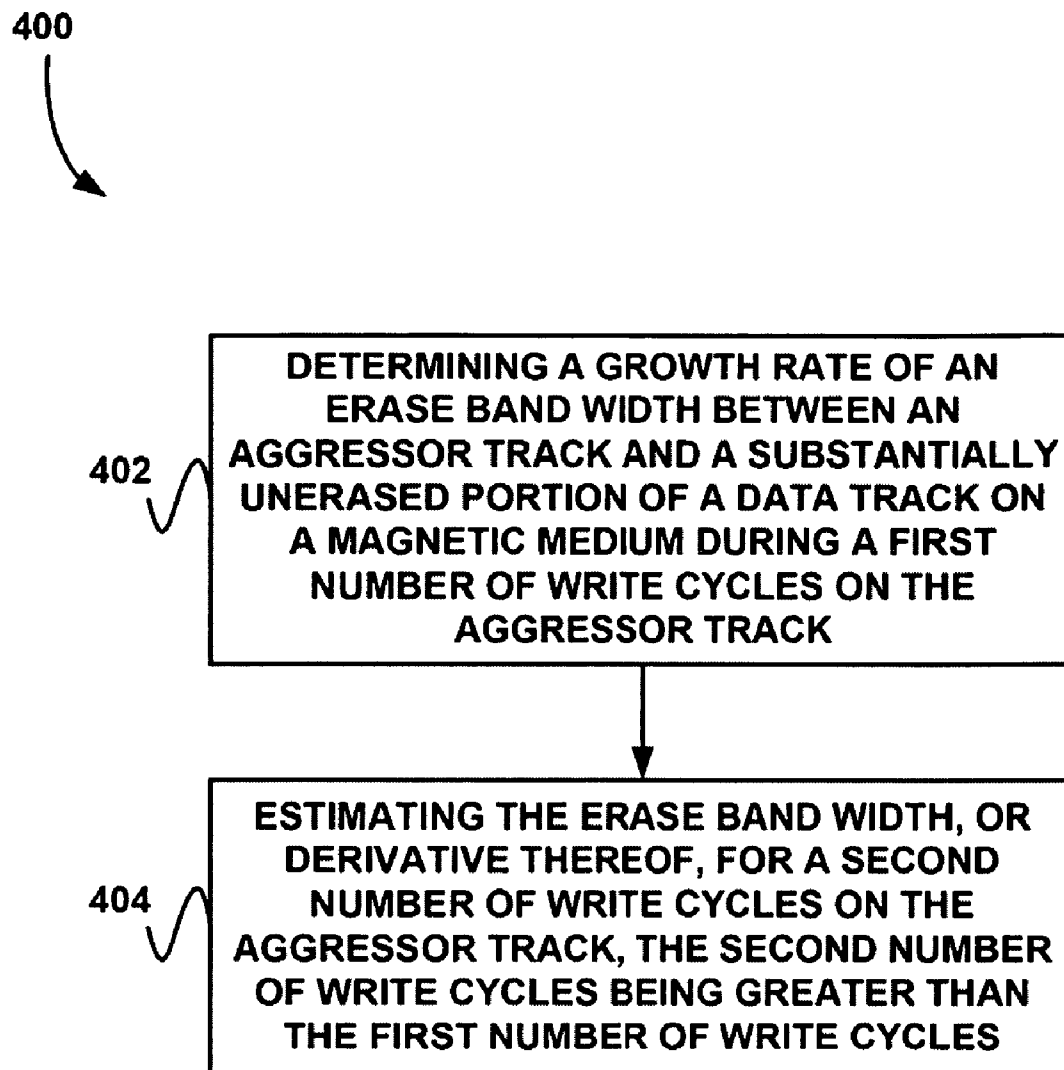 400
402
DETERMINING A GROWTH RATE OF AN
ERASE BAND WIDTH BETWEEN AN
AGGRESSOR TRACK AND A SUBSTANTIALLY
UNERASED PORTION OF A DATA TRACK ON
A MAGNETIC MEDIUM DURING A FIRST
NUMBER OF WRITE CYCLES ON THE
AGGRESSOR TRACK
404
ESTIMATING THE ERASE BAND WIDTH, OR
DERIVATIVE THEREOF, FOR A SECOND
NUMBER OF WRITE CYCLES ON THE
AGGRESSOR TRACK, THE SECOND NUMBER
OF WRITE CYCLES BEING GREATER THAN
THE FIRST NUMBER OF WRITE CYCLES